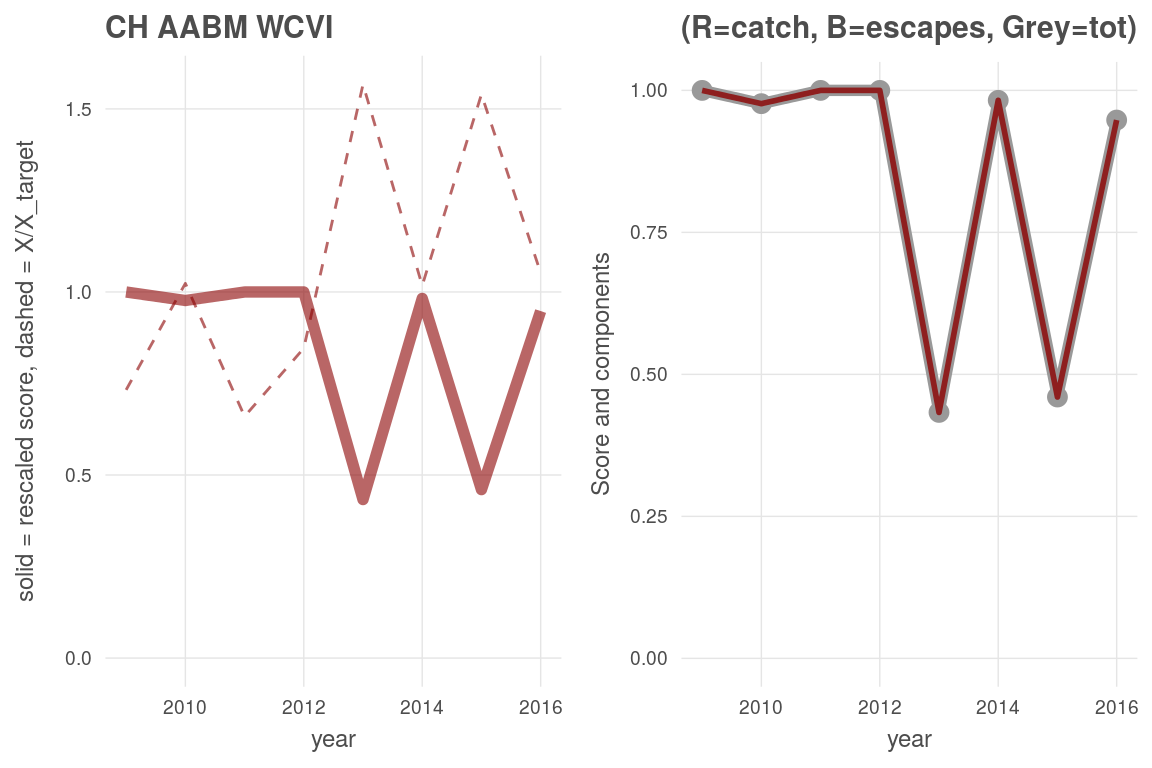 CH AABM WCVI
solid = rescaled score, dashed = X/X_target
1.5
1.0
0.5
0.0
2010
2012
2014
2016
year
(R=catch, B=escapes, Grey=tot)
Score and components
1.00
0.75
0.50
0.25
0.00
2010
2012
2014
2016
year